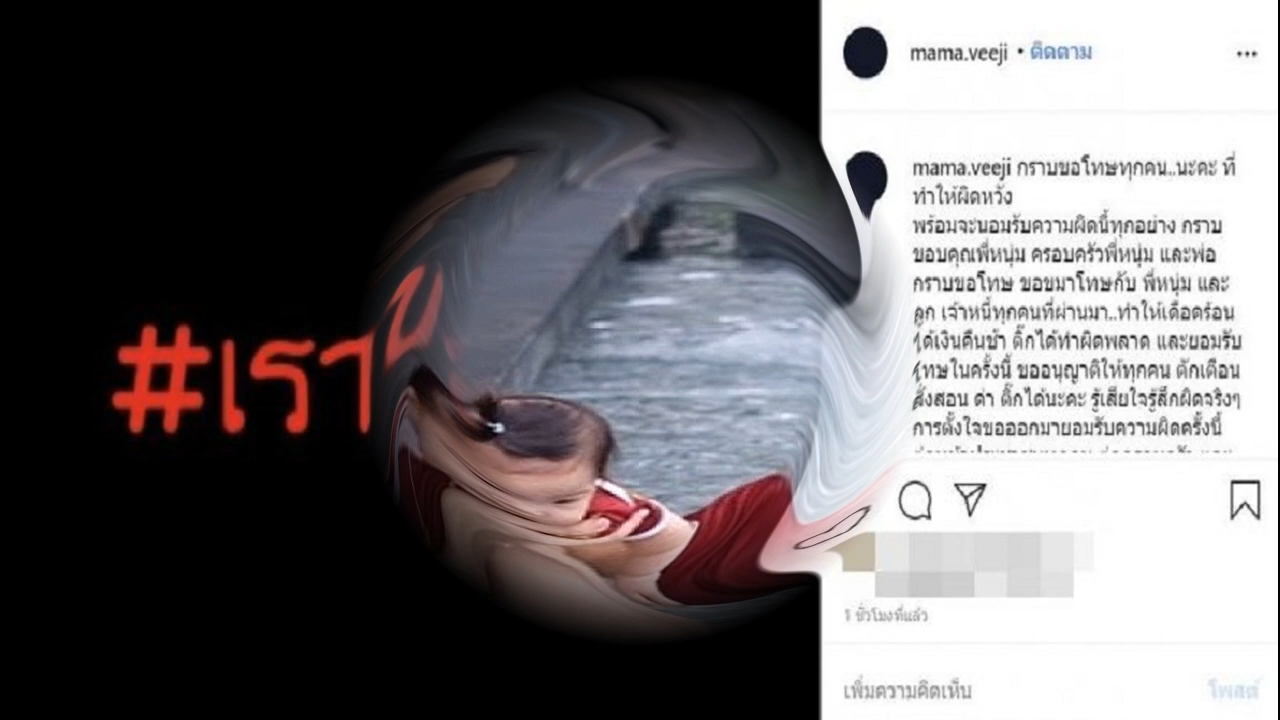 #เรา
mama.veeji • ติดตาม
mama.veeji กราบขอโทษทุกคน..นะคะ ที่
ทำให้ผิดหวัง
พร้อมจะนอมรับความผิดนี้ทุกอย่าง กราบ
ขอบคุณพี่หนุ่ม ครอบครัวพี่หนุ่ม และพ่อ
กราบขอโทษ ขอขมาโทษกับ พี่หนุ่ม และ
ลูก เจ้าหนี้ทุกคนที่ผ่านมา..ทำให้เดือดร้อน
ได้เงินคืนช้า ติ๊กได้ทำผิดพลาด และยอมรับ
โทษในครั้งนี้ ขออนุญาติให้ทุกคน ตักเตือน
สั่งสอน ด่า ติ๊กได้นะคะ รู้เสียใจรู้สึกผิดจริงๆ
การตั้งใจขอออกมายอมรับความผิดครั้งนี้
1 ชั่วโมงที่แล้ว
เพิ่มความคิดเห็น
โพสต์